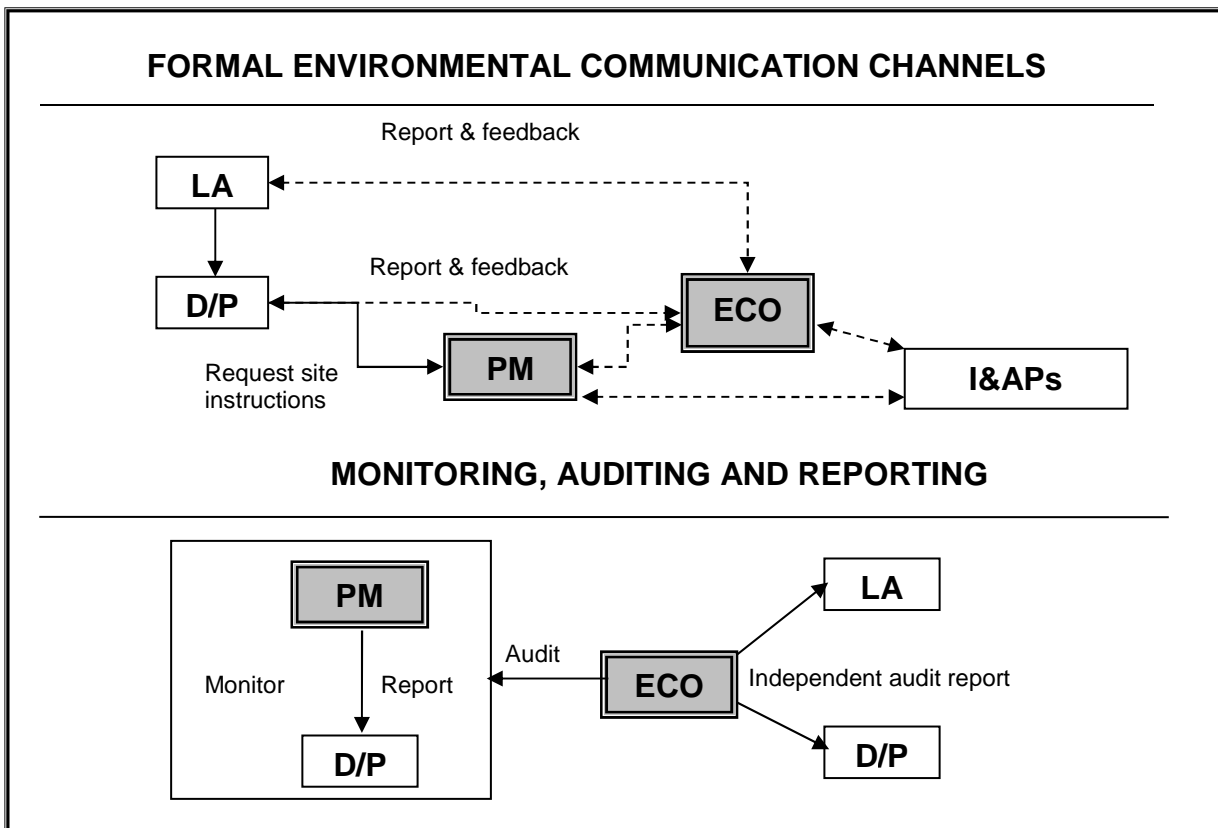 FORMAL ENVIRONMENTAL COMMUNICATION CHANNELS
Report & feedback
LA
Report & feedback
D/P
ECO
PM
Request site
instructions
I&APs
MONITORING, AUDITING AND REPORTING
PM
LA
Audit
Monitor
Report
ECO
Independent audit report
D/P
D/P